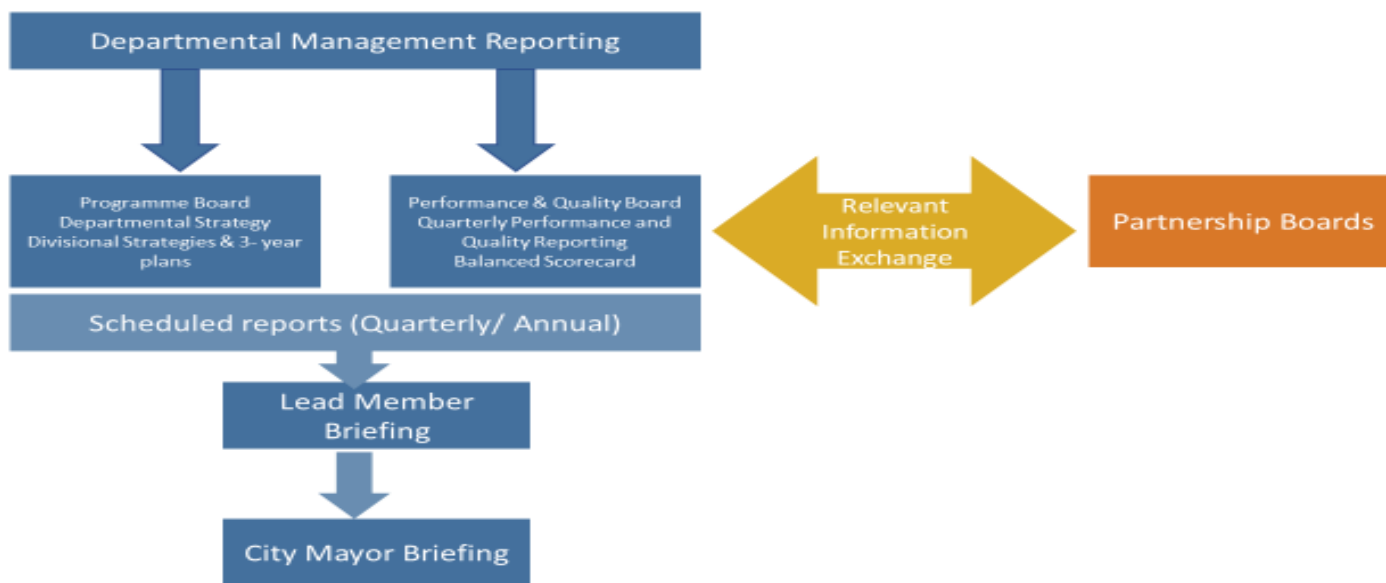 Departmental Management Reporting
Programme Board
Departmental Strategy
Divisional Strategies & 3- year
plans
Performance & Quality Board
Quarterly Performance and
Quality Reporting
Balanced Scorecard
Relevant
Information
Exchange
Partnership Boards
Scheduled reports (Quarterly/ Annual)
Lead Member
Briefing
City Mayor Briefing